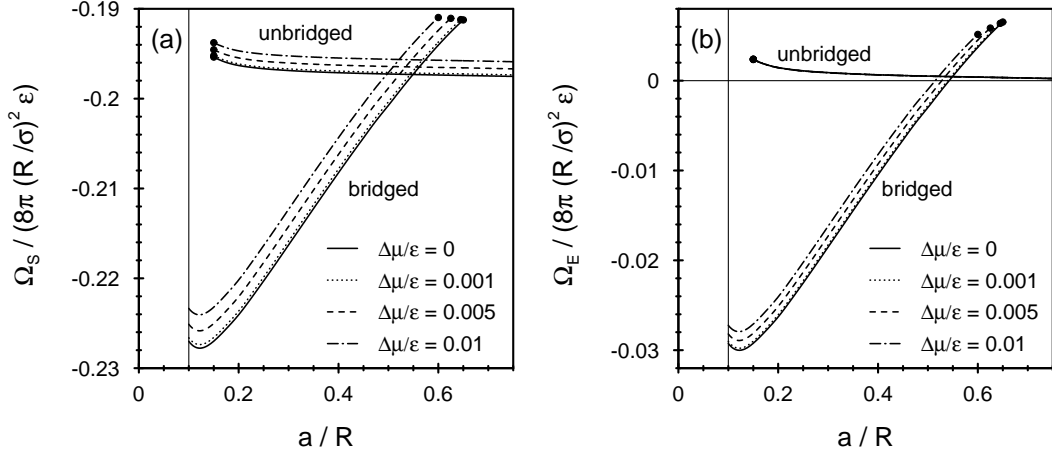 (a)
unbridged
bridged
Δμ/ε = 0
Δμ/ε = 0.001
Δμ/ε = 0.005
Δμ/ε = 0.01
-0.19
-0.2
-0.21
-0.22
-0.23
0
0.2
0.4
0.6
a / R
Ω_S / (8π (R /σ)² ε)
(b)
unbridged
bridged
Δμ/ε = 0
Δμ/ε = 0.001
Δμ/ε = 0.005
Δμ/ε = 0.01
0
-0.01
-0.02
-0.03
0
0.2
0.4
0.6
a / R
Ω_E / (8π (R /σ)² ε)